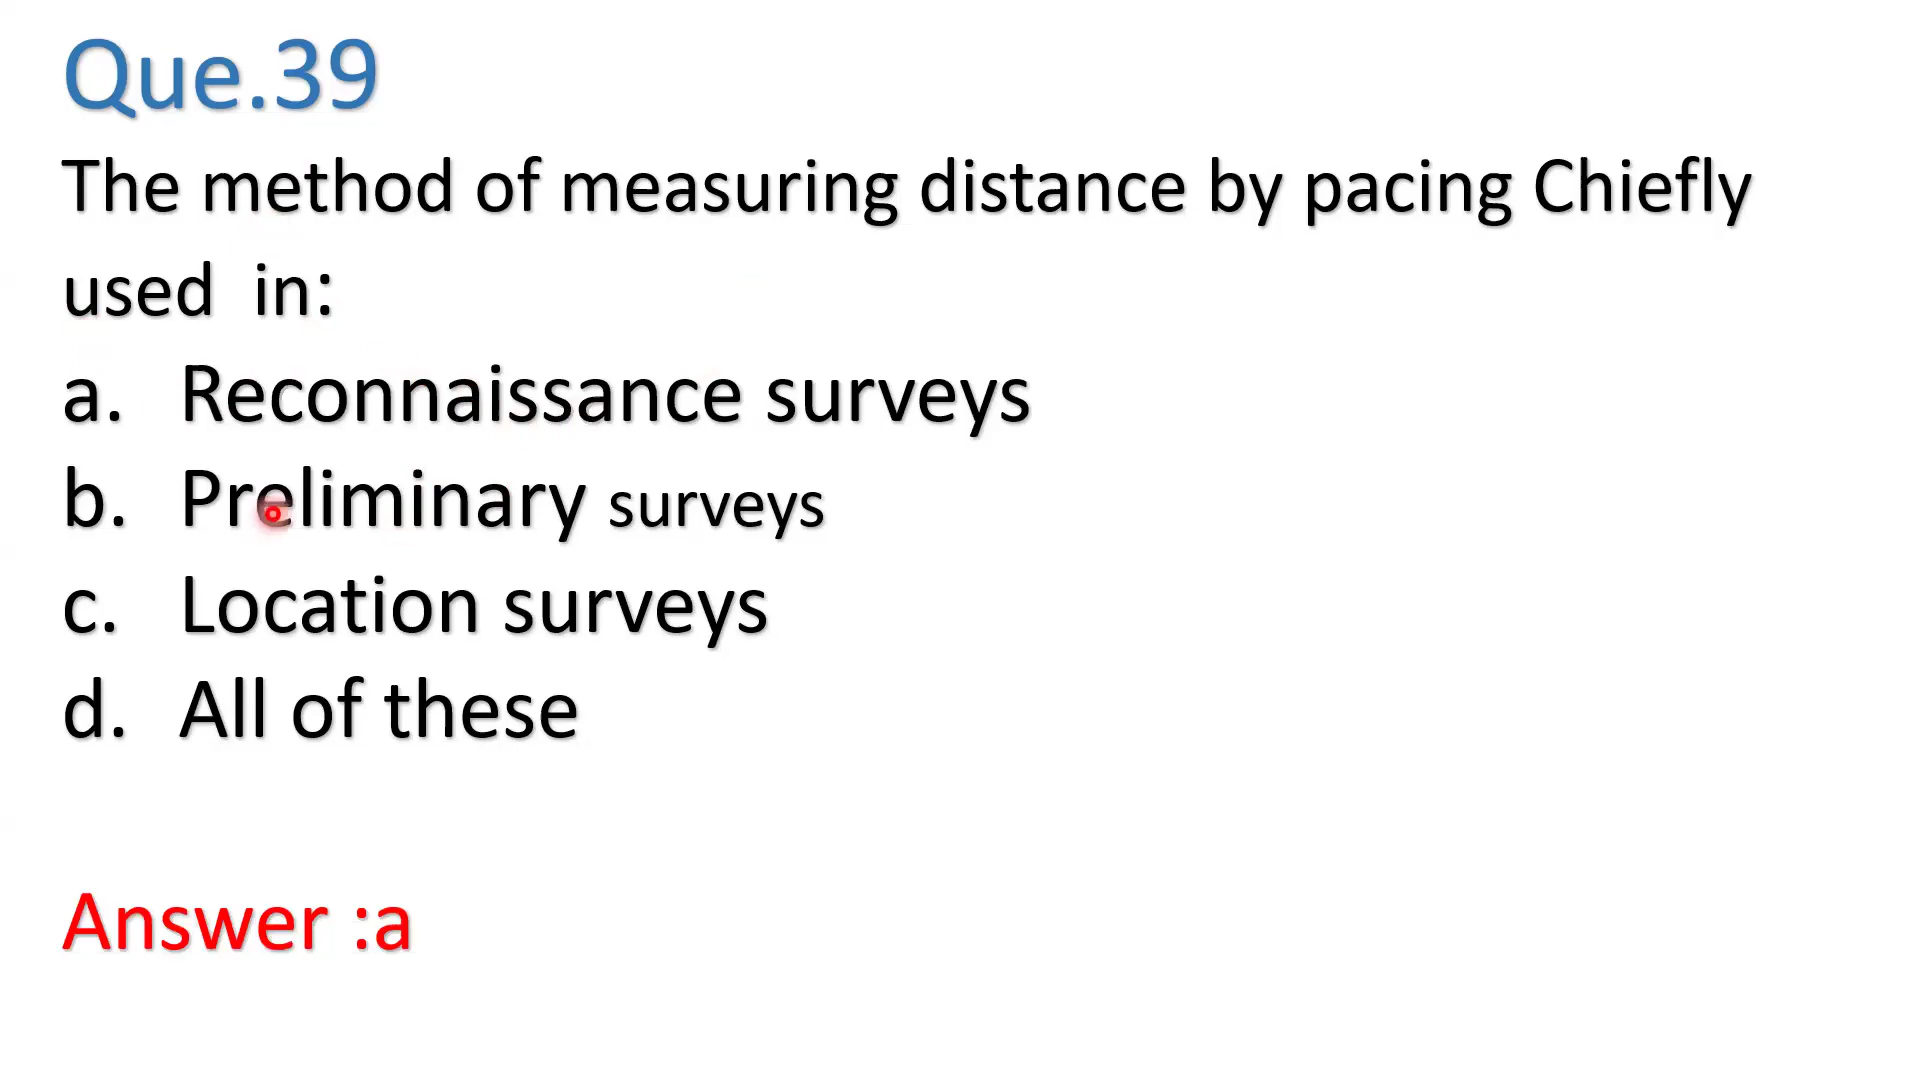 Que.39
The method of measuring distance by pacing Chiefly
used in:
a. Reconnaissance surveys
b. Preliminary surveys
c. Location surveys
d. All of these
Answer :a